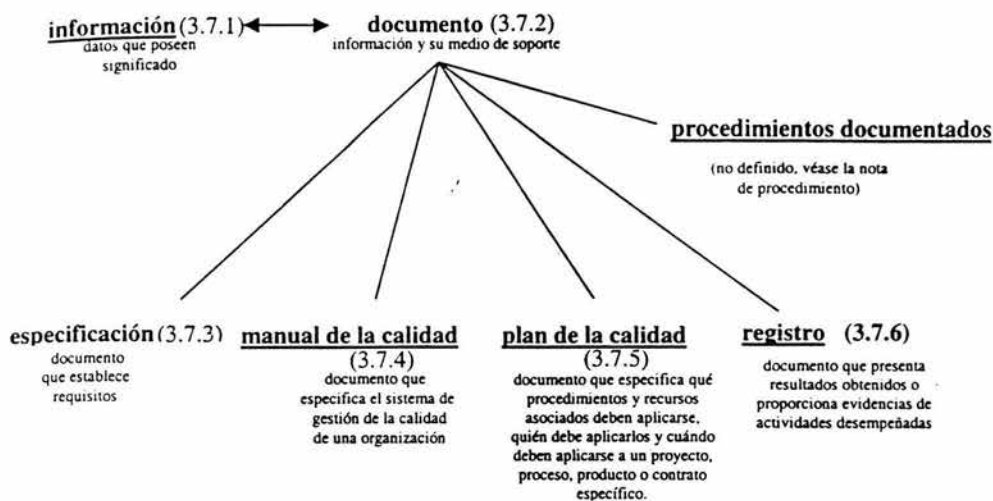 información (3.7.1)
datos que poseen
significado
documento (3.7.2)
información y su medio de soporte
procedimientos documentados
(no definido, véase la nota
de procedimiento)
especificación (3.7.3)
documento
que establece
requisitos
manual de la calidad
(3.7.4)
documento que
especifica el sistema de
gestión de la calidad
de una organización
plan de la calidad
(3.7.5)
documento que especifica qué
procedimientos y recursos
asociados deben aplicarse,
quién debe aplicarlos y cuándo
deben aplicarse a un proyecto,
proceso, producto o contrato
específico.
registro (3.7.6)
documento que presenta
resultados obtenidos o
proporciona evidencias de
actividades desempeñadas